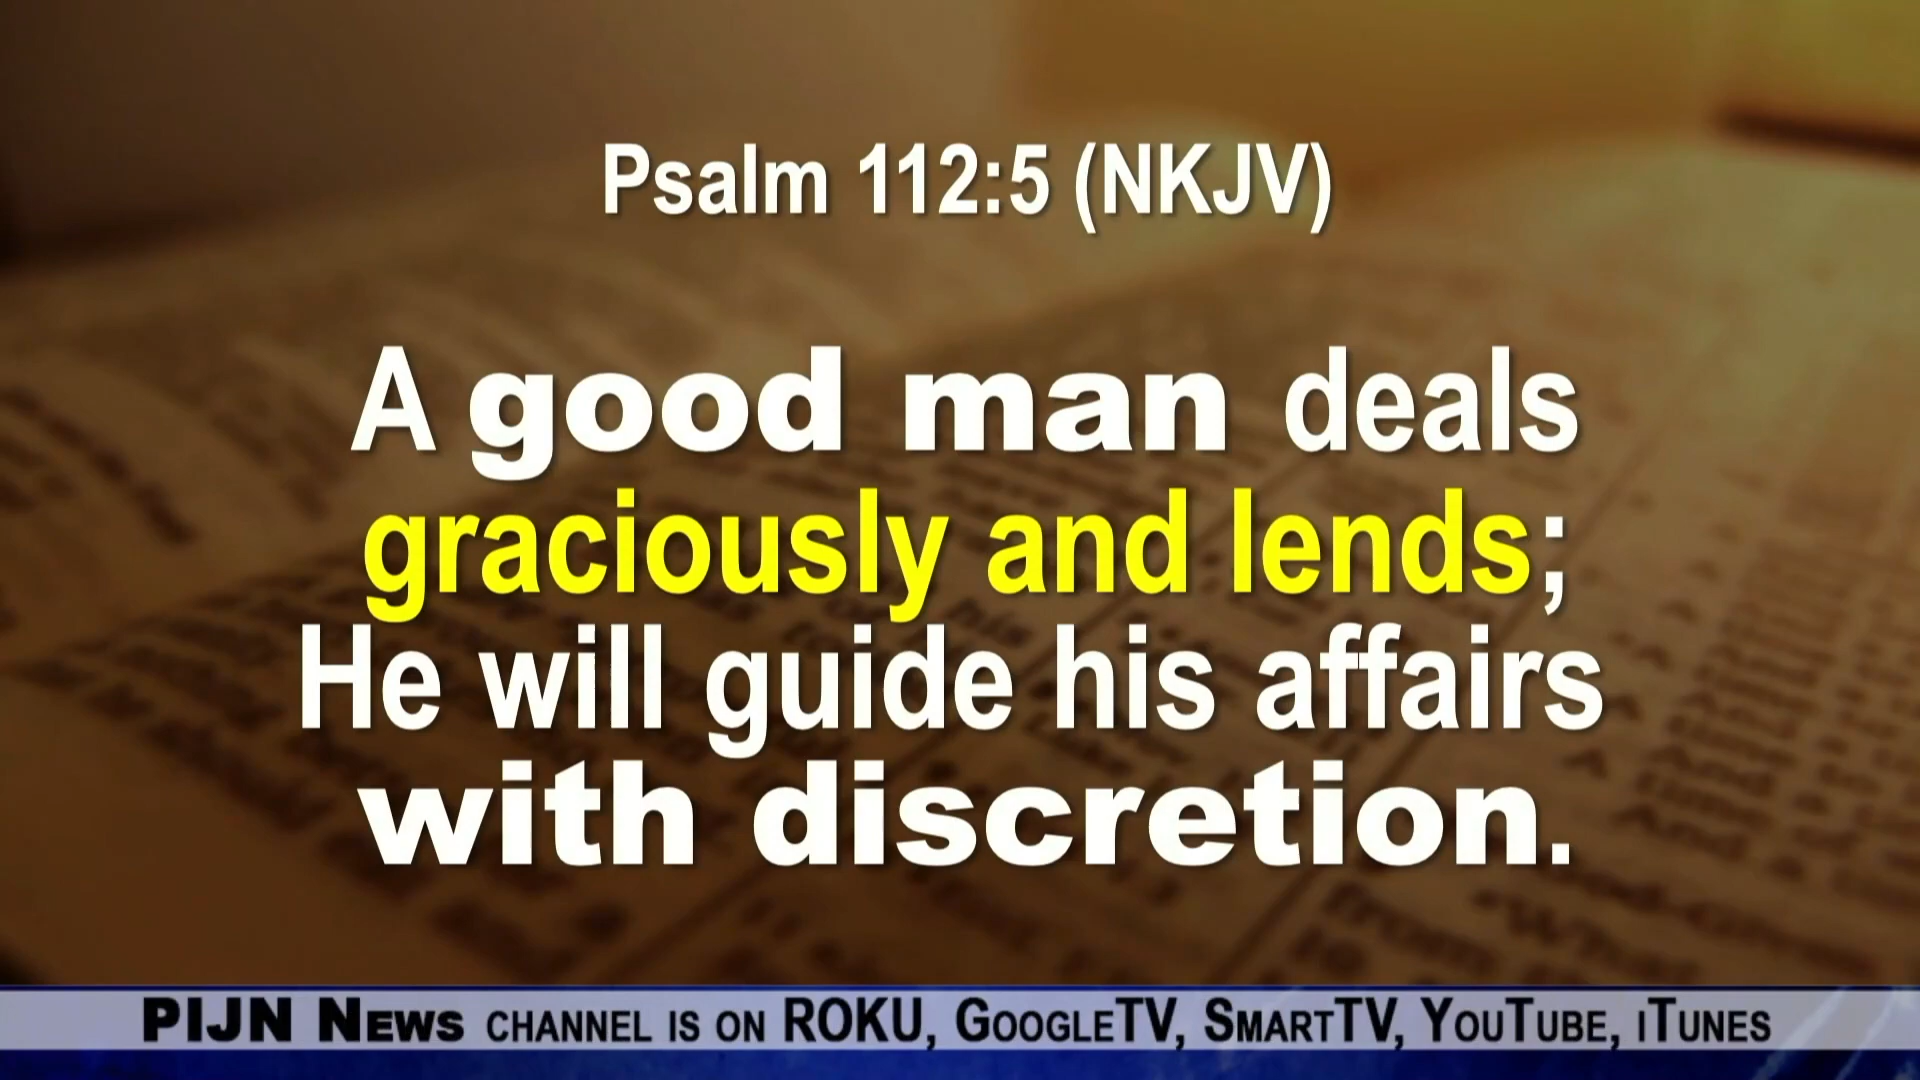 Psalm 112:5 (NKJV)
A good man deals
graciously and lends;
He will guide his affairs
with discretion.
PIJN News channel is on ROKU, GoogleTV, SmartTV, YouTube, iTunes